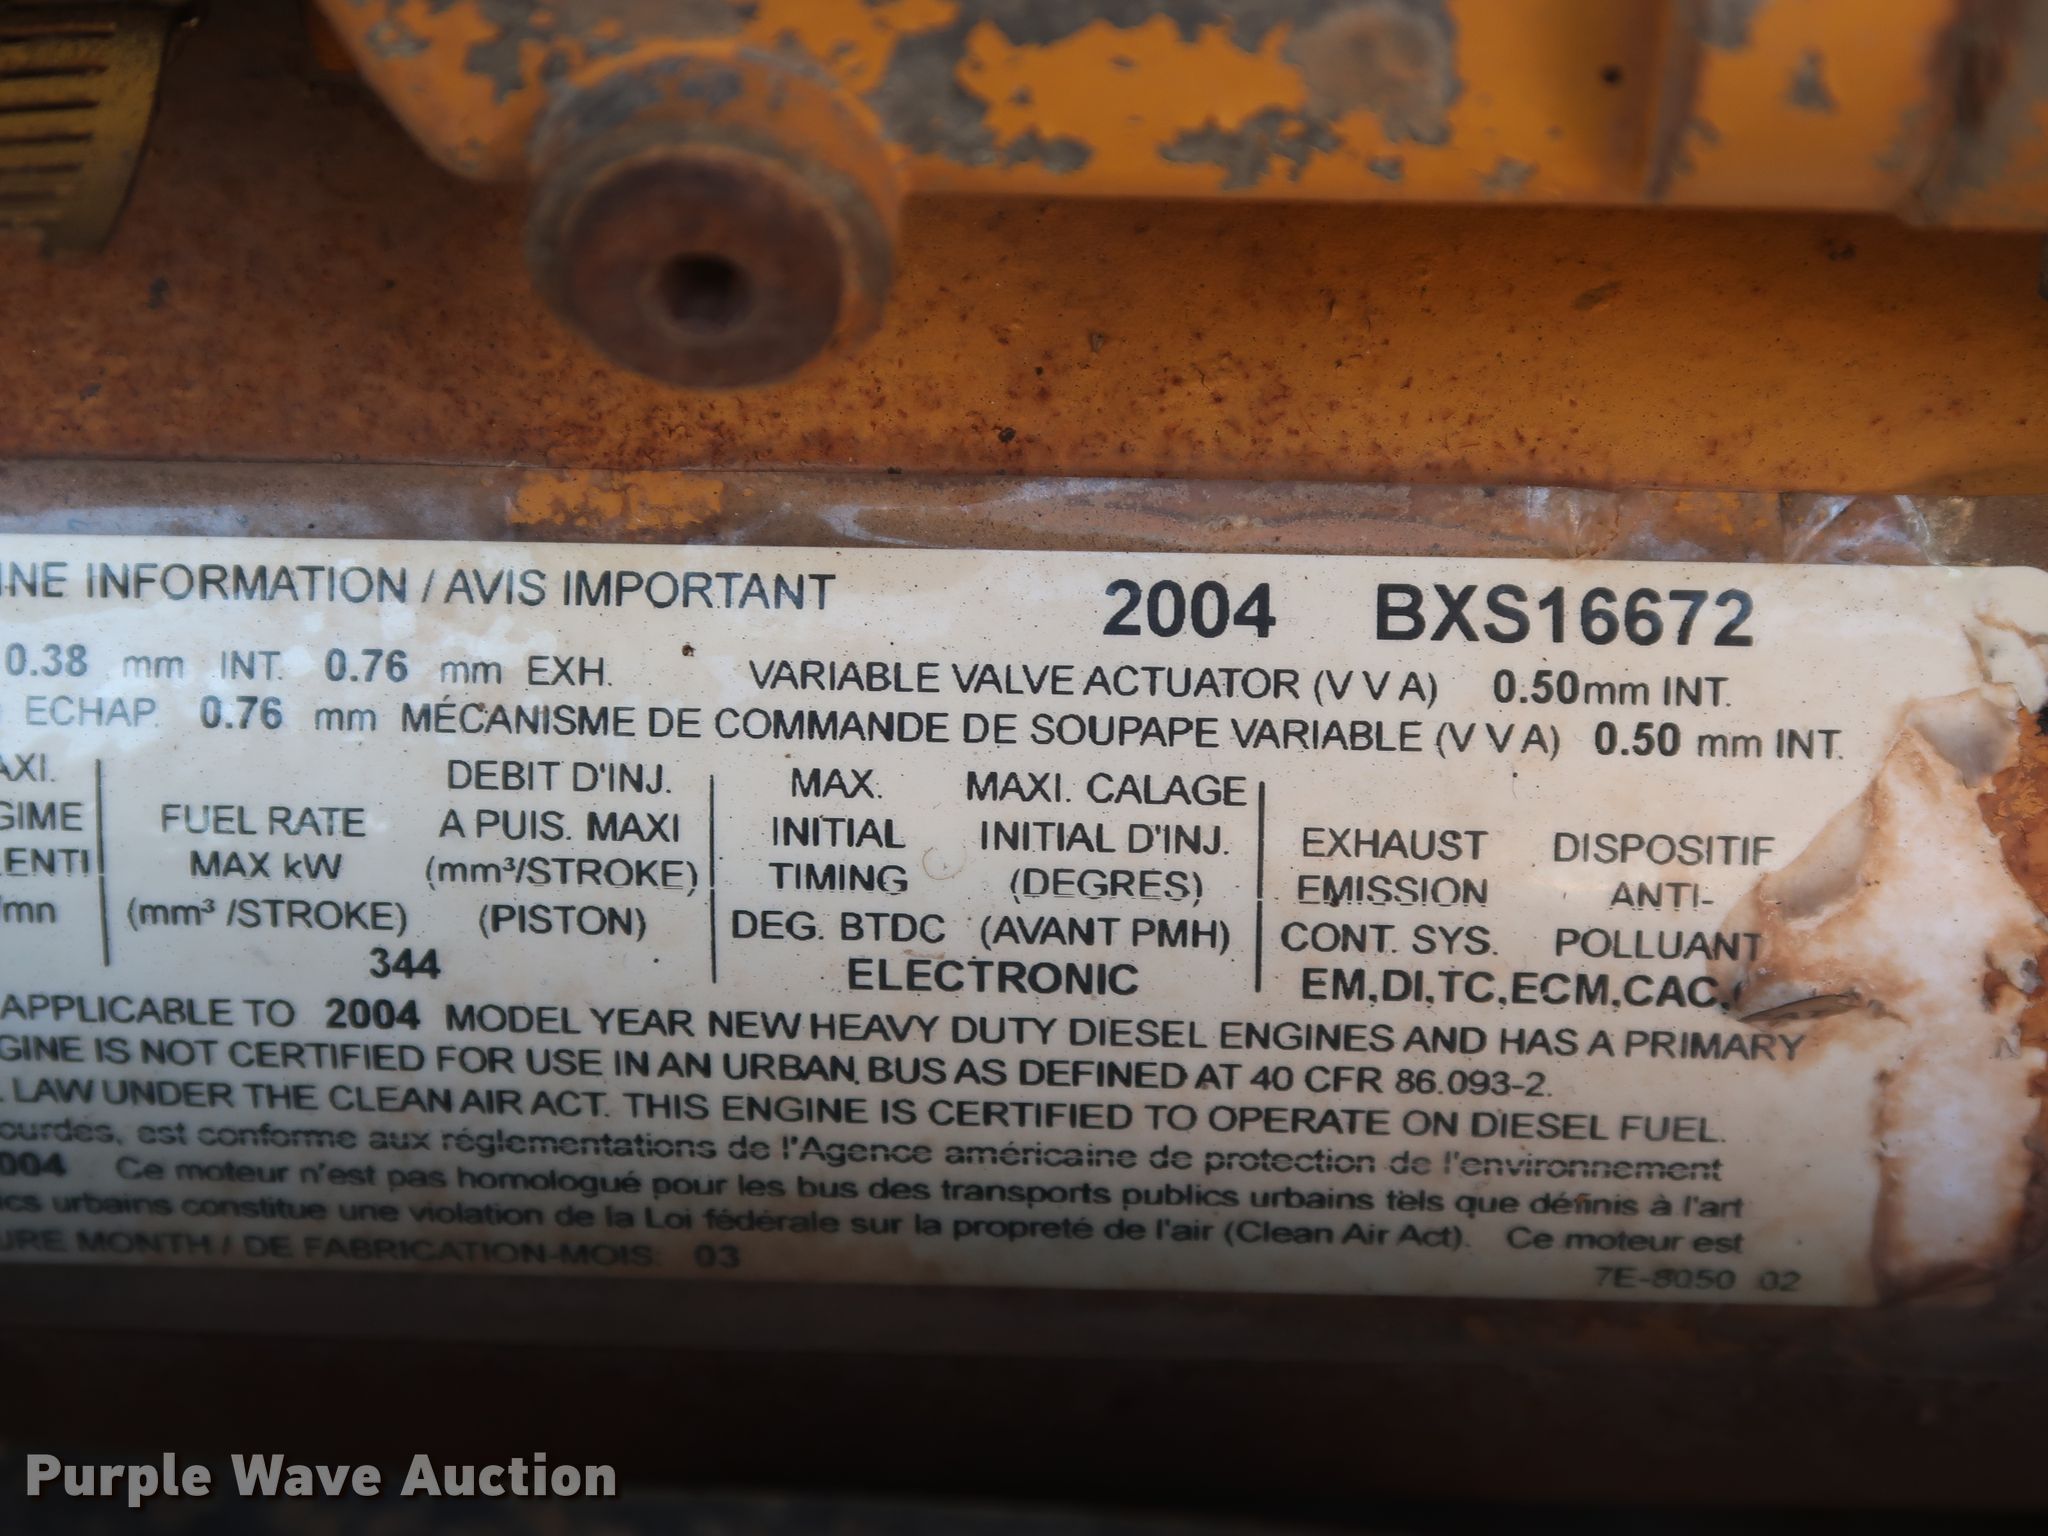 INE INFORMATION / AVIS IMPORTANT 2004 BXS16672
0.38 mm INT. 0.76 mm EXH. VARIABLE VALVE ACTUATOR (V V A) 0.50mm INT.
ECHAP. 0.76 mm MÉCANISME DE COMMANDE DE SOUPAPE VARIABLE (V V A) 0.50 mm INT.
AXI.
GIME
LENTI
/mn
FUEL RATE
MAX kW
(mm³ /STROKE)
DEBIT D'INJ.
A PUIS. MAXI
(mm³/STROKE)
(PISTON)
344
MAX.
INITIAL
TIMING
DEG. BTDC
MAXI. CALAGE
INITIAL D'INJ.
(DEGRES)
(AVANT PMH)
ELECTRONIC
EXHAUST
EMISSION
CONT. SYS.
DISPOSITIF
ANTI-
POLLUANT
EM,DI,TC,ECM,CAC,
APPLICABLE TO 2004 MODEL YEAR NEW HEAVY DUTY DIESEL ENGINES AND HAS A PRIMARY
GINE IS NOT CERTIFIED FOR USE IN AN URBAN BUS AS DEFINED AT 40 CFR 86.093-2.
LAW UNDER THE CLEAN AIR ACT. THIS ENGINE IS CERTIFIED TO OPERATE ON DIESEL FUEL.
ourdes, est conforme aux réglementations de l'Agence américaine de protection de l'environnement
004 Ce moteur n'est pas homologué pour les bus des transports publics urbains tels que définis à l'art
ics urbains constitue une violation de la Loi fédérale sur la propreté de l'air (Clean Air Act). Ce moteur est
URE MONTH / DE FABRICATION-MOIS: 03
7E-8050 02
Purple Wave Auction